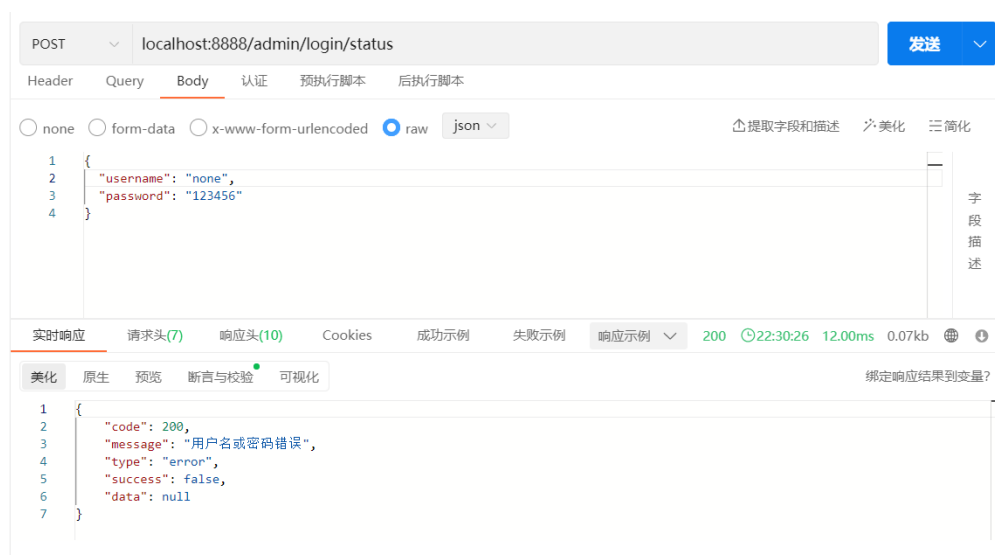 POST localhost:8888/admin/login/status 发送
Header Query Body 认证 预执行脚本 后执行脚本
none form-data x-www-form-urlencoded raw json 提取字段和描述 美化 简化
1 {
2 "username": "none",
3 "password": "123456"
4 }
字
段
描
述
实时响应 请求头(7) 响应头(10) Cookies 成功示例 失败示例 响应示例 200 22:30:26 12.00ms 0.07kb
美化 原生 预览 断言与校验 可视化 绑定响应结果到变量?
1 {
2 "code": 200,
3 "message": "用户名或密码错误",
4 "type": "error",
5 "success": false,
6 "data": null
7 }